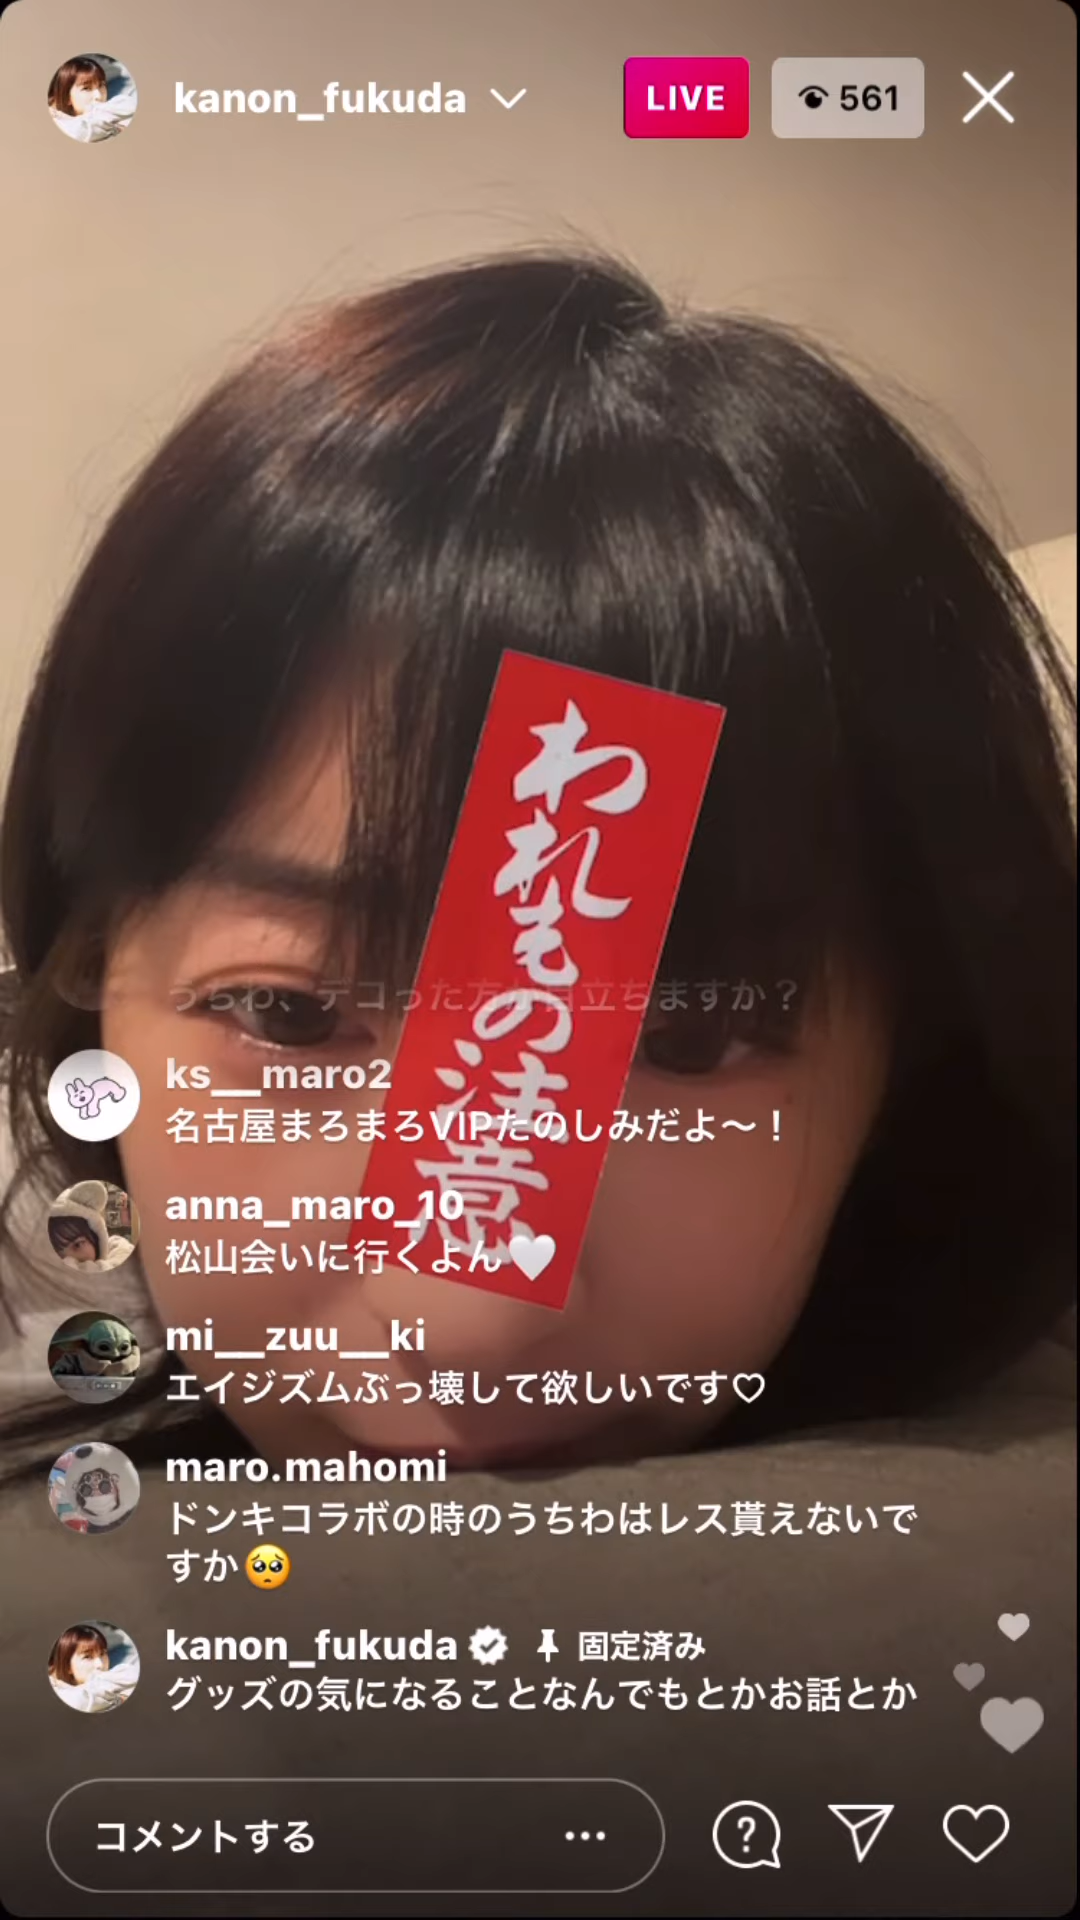 kanon_fukuda
LIVE
561
われもの注意
うちわ、デコった方が目立ちますか？
ks__maro2
名古屋まろまろVIPたのしみだよ〜！
anna_maro_10
松山会いに行くよん🤍
mi__zuu__ki
エイジズムぶっ壊して欲しいです♡
maro.mahomi
ドンキコラボの時のうちわはレス貰えないで
すか🥺
kanon_fukuda 固定済み
グッズの気になることなんでもとかお話とか
コメントする